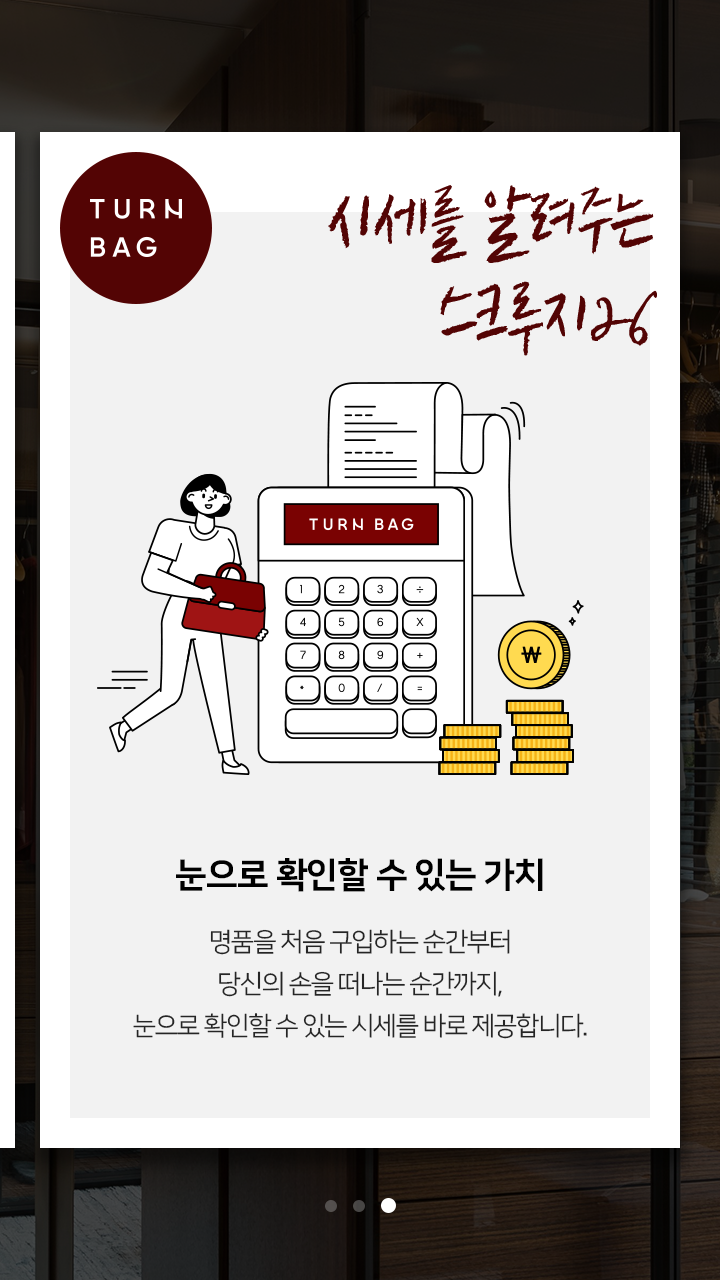 TURN
BAG
시세를 알려주는
스크루지26
TURN BAG
1 2 3 ÷
4 5 6 X
7 8 9 +
• 0 / =
₩
눈으로 확인할 수 있는 가치
명품을 처음 구입하는 순간부터
당신의 손을 떠나는 순간까지,
눈으로 확인할 수 있는 시세를 바로 제공합니다.